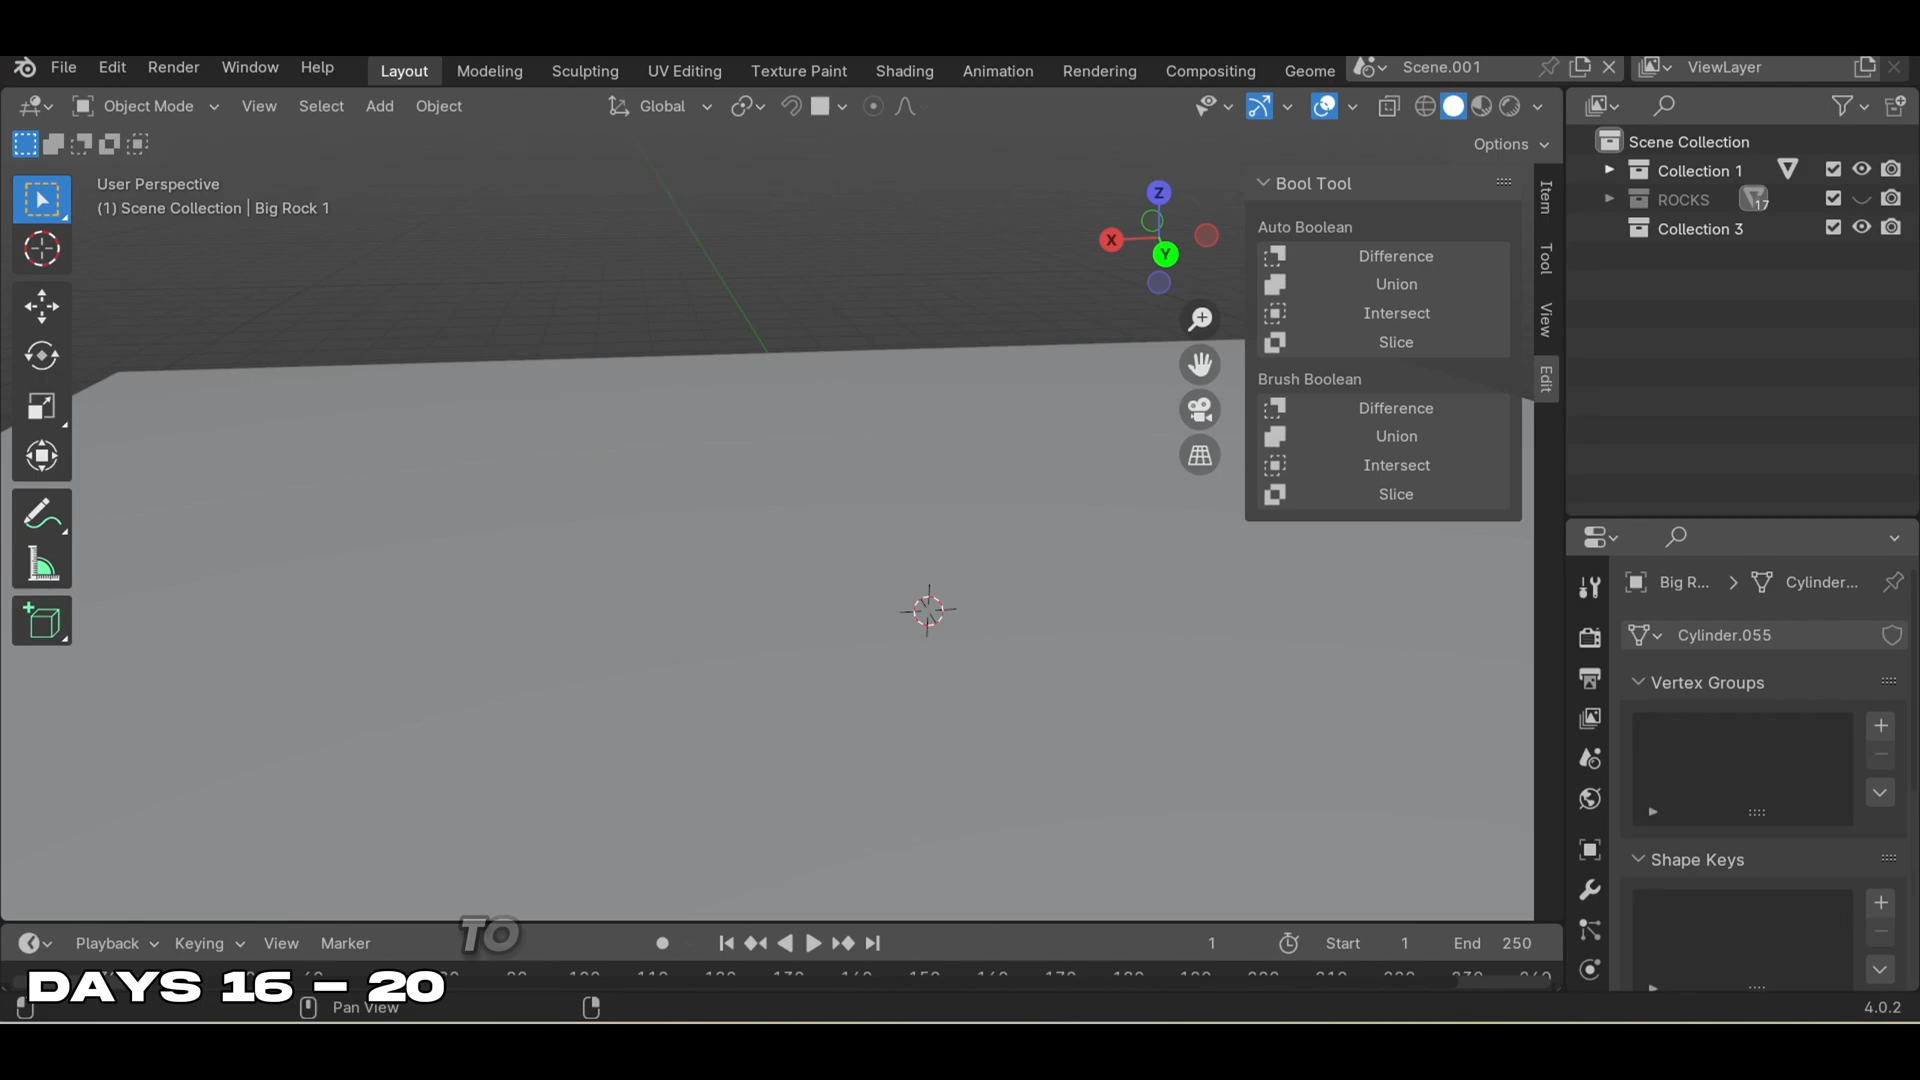 File Edit Render Window Help Layout Modeling Sculpting UV Editing Texture Paint Shading Animation Rendering Compositing Geome Scene.001 ViewLayer
Object Mode View Select Add Object Global
Options
User Perspective
(1) Scene Collection | Big Rock 1
Z
X
Y
Bool Tool
Auto Boolean
Difference
Union
Intersect
Slice
Brush Boolean
Difference
Union
Intersect
Slice
Item
Tool
View
Edit
Scene Collection
Collection 1
ROCKS 17
Collection 3
Big R... Cylinder...
Cylinder.055
Vertex Groups
Shape Keys
TO
Playback Keying View Marker 1 Start 1 End 250
DAYS 16 – 20
Pan View 4.0.2